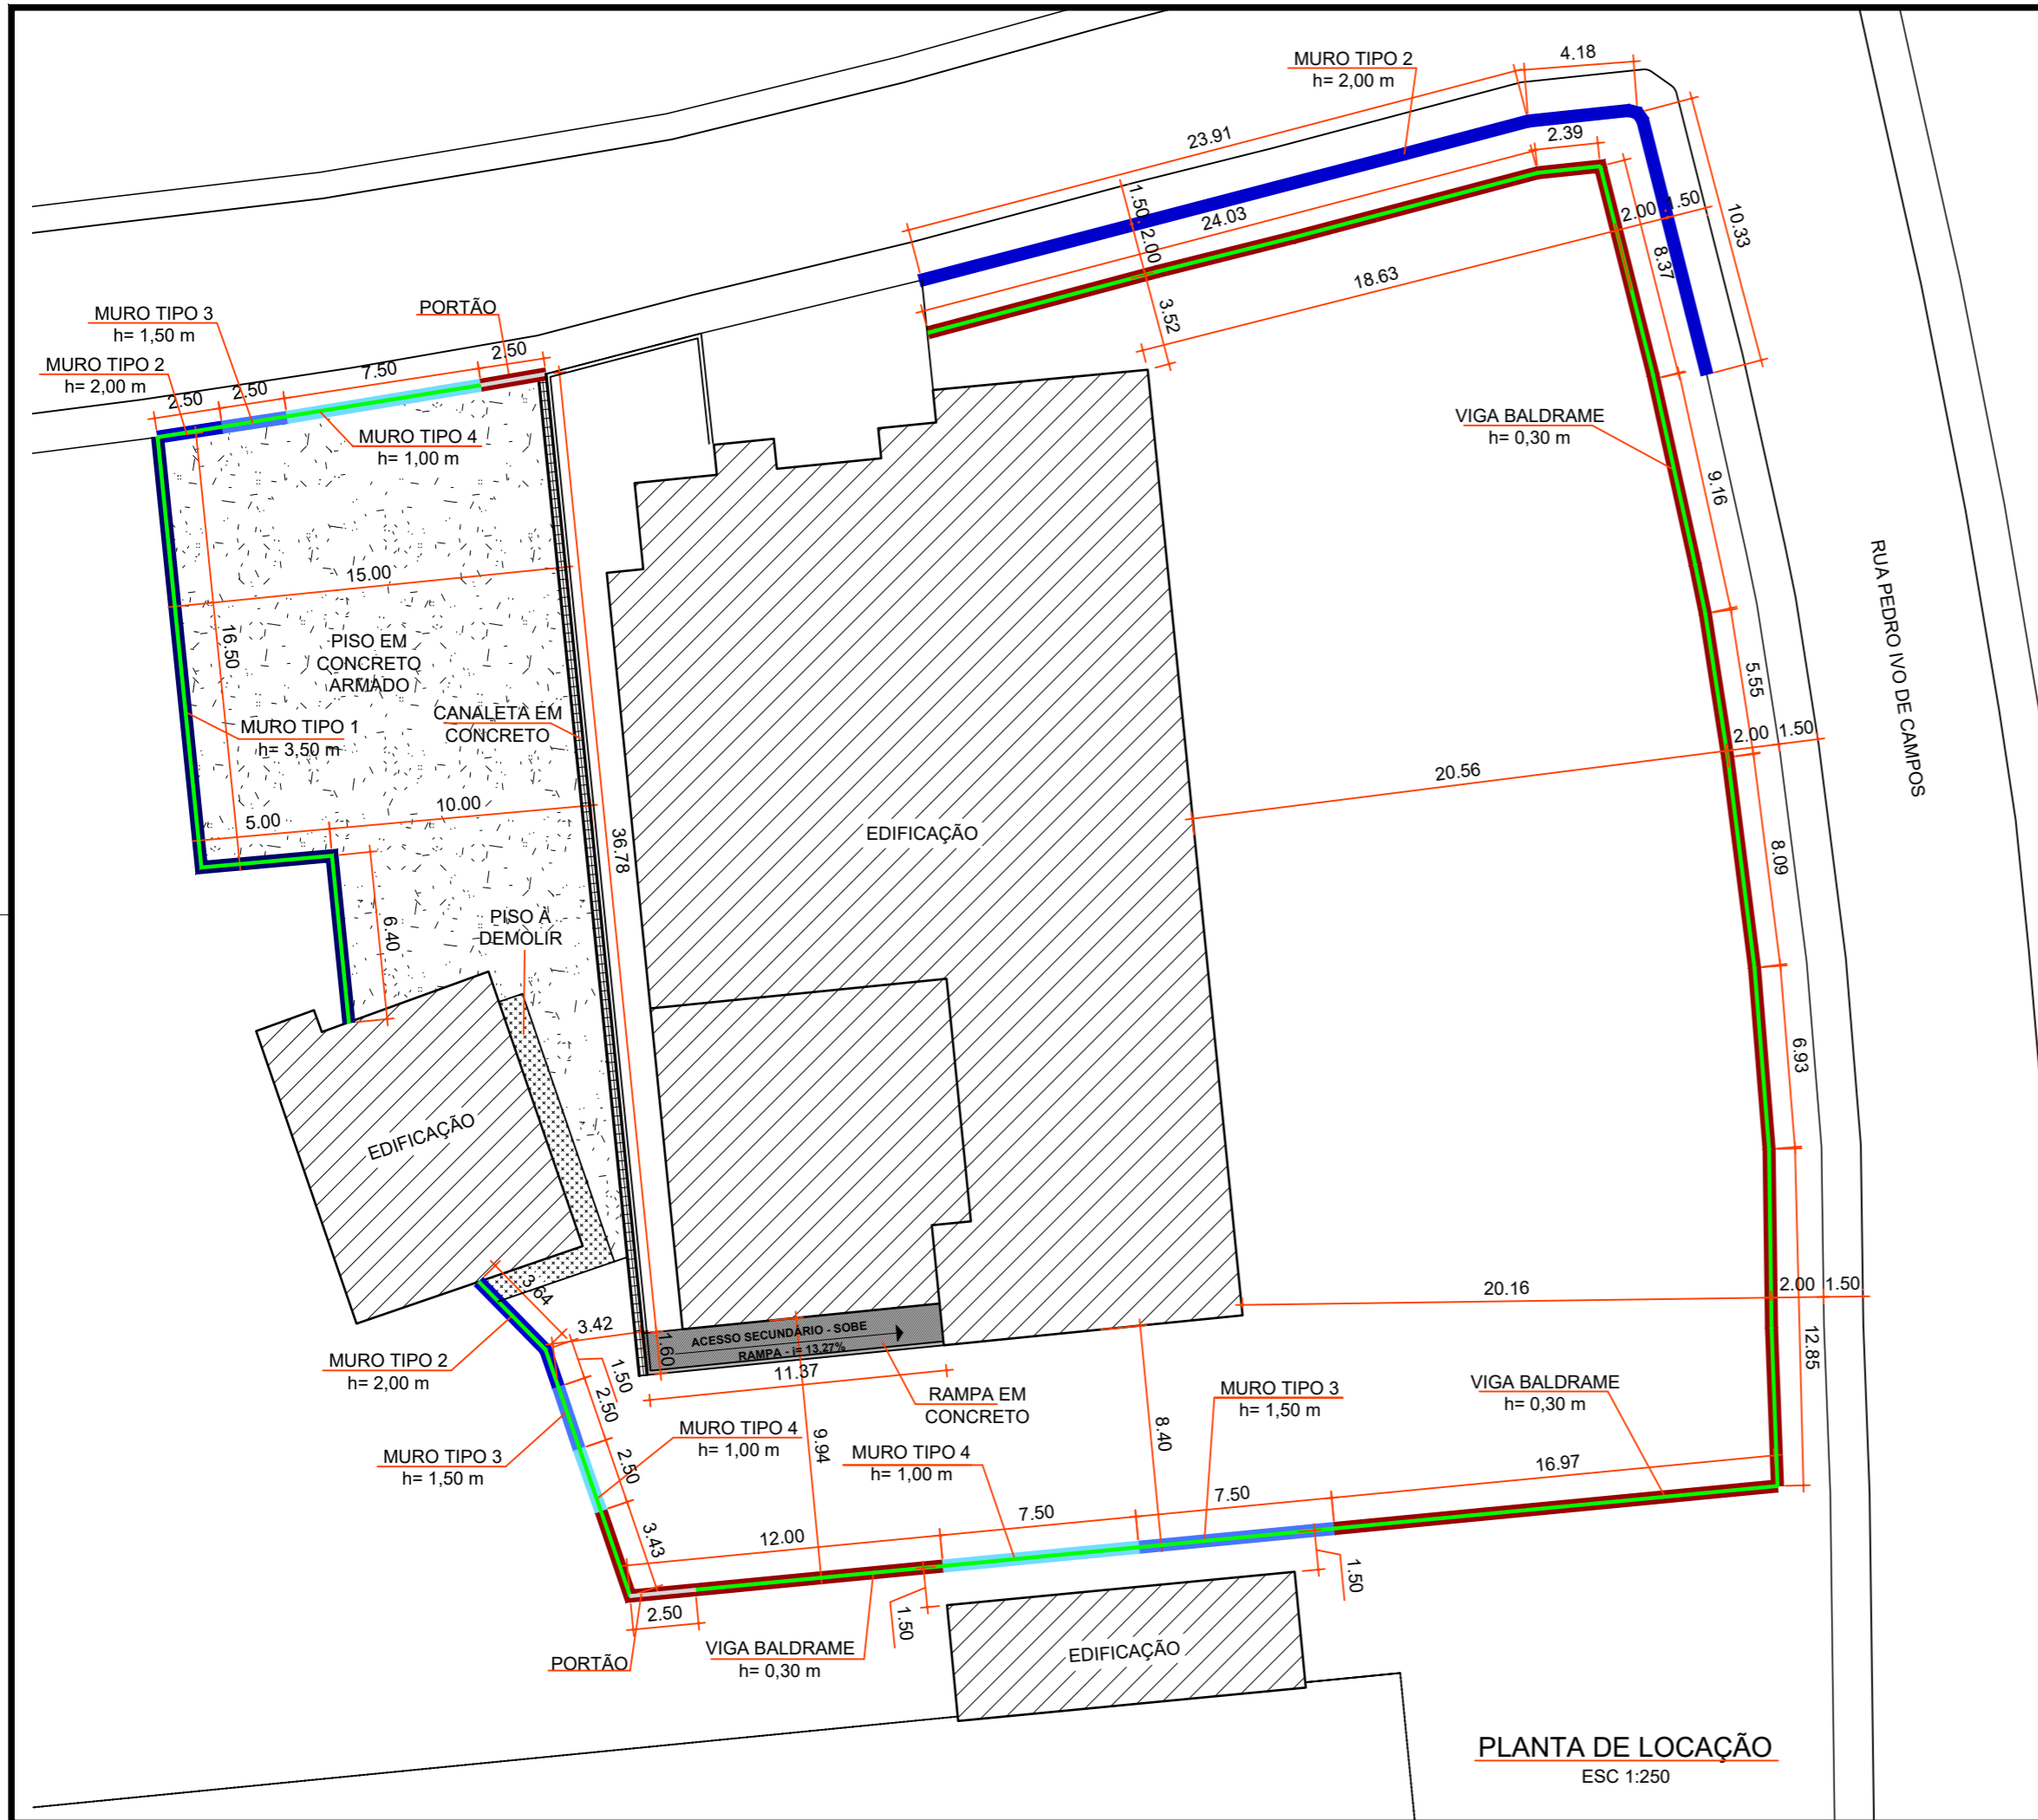 MURO TIPO 2
h= 2,00 m
4.18
23.91
2.39
1.50
2.00
24.03
2.00
1.50
10.33
8.37
18.63
3.52
MURO TIPO 3
h= 1,50 m
PORTÃO
MURO TIPO 2
h= 2,00 m
2.50
2.50
7.50
2.50
MURO TIPO 4
h= 1,00 m
VIGA BALDRAME
h= 0,30 m
9.16
RUA PEDRO IVO DE CAMPOS
15.00
16.50
PISO EM
CONCRETO
ARMADO
MURO TIPO 1
h= 3,50 m
CANALETA EM
CONCRETO
5.55
2.00
1.50
20.56
5.00
10.00
36.78
EDIFICAÇÃO
8.09
6.40
PISO A
DEMOLIR
6.93
EDIFICAÇÃO
3.64
3.42
1.60
ACESSO SECUNDÁRIO - SOBE
RAMPA - i= 13.27%
11.37
20.16
2.00
1.50
12.85
MURO TIPO 2
h= 2,00 m
1.50
2.50
RAMPA EM
CONCRETO
MURO TIPO 3
h= 1,50 m
VIGA BALDRAME
h= 0,30 m
MURO TIPO 4
h= 1,00 m
9.94
8.40
MURO TIPO 3
h= 1,50 m
2.50
MURO TIPO 4
h= 1,00 m
16.97
7.50
7.50
12.00
3.43
1.50
1.50
2.50
VIGA BALDRAME
h= 0,30 m
PORTÃO
EDIFICAÇÃO
PLANTA DE LOCAÇÃO
ESC 1:250